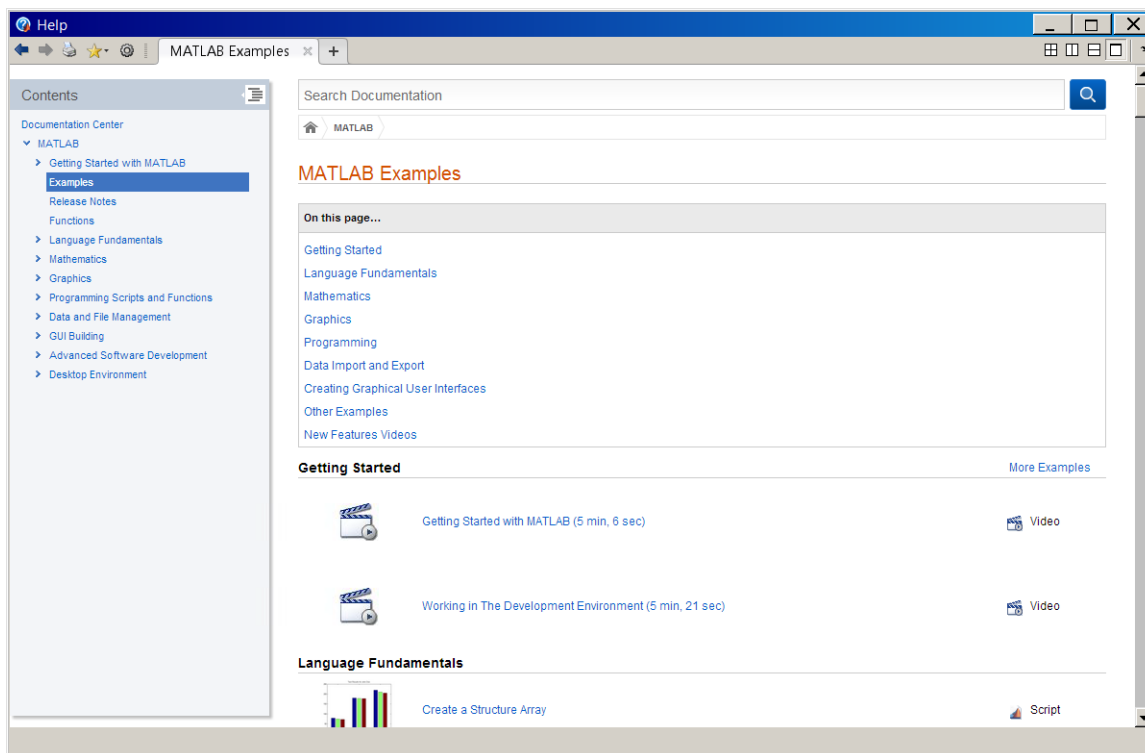 Help
MATLAB Examples
Contents
Documentation Center
MATLAB
Getting Started with MATLAB
Examples
Release Notes
Functions
Language Fundamentals
Mathematics
Graphics
Programming Scripts and Functions
Data and File Management
GUI Building
Advanced Software Development
Desktop Environment
Search Documentation
MATLAB
MATLAB Examples
On this page...
Getting Started
Language Fundamentals
Mathematics
Graphics
Programming
Data Import and Export
Creating Graphical User Interfaces
Other Examples
New Features Videos
Getting Started More Examples
Getting Started with MATLAB (5 min, 6 sec) Video
Working in The Development Environment (5 min, 21 sec) Video
Language Fundamentals
Create a Structure Array Script